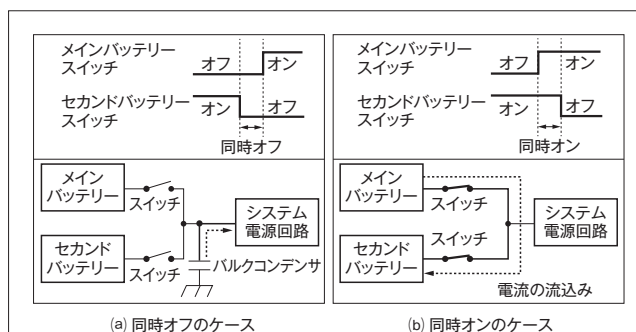 メインバッテリー
スイッチ
オフ
オン
セカンドバッテリー
スイッチ
オン
オフ
同時オフ
メイン
バッテリー
スイッチ
システム
電源回路
セカンド
バッテリー
スイッチ
バルクコンデンサ
(a) 同時オフのケース
メインバッテリー
スイッチ
オフ
オン
セカンドバッテリー
スイッチ
オン
オフ
同時オン
メイン
バッテリー
スイッチ
システム
電源回路
セカンド
バッテリー
スイッチ
電流の流込み
(b) 同時オンのケース